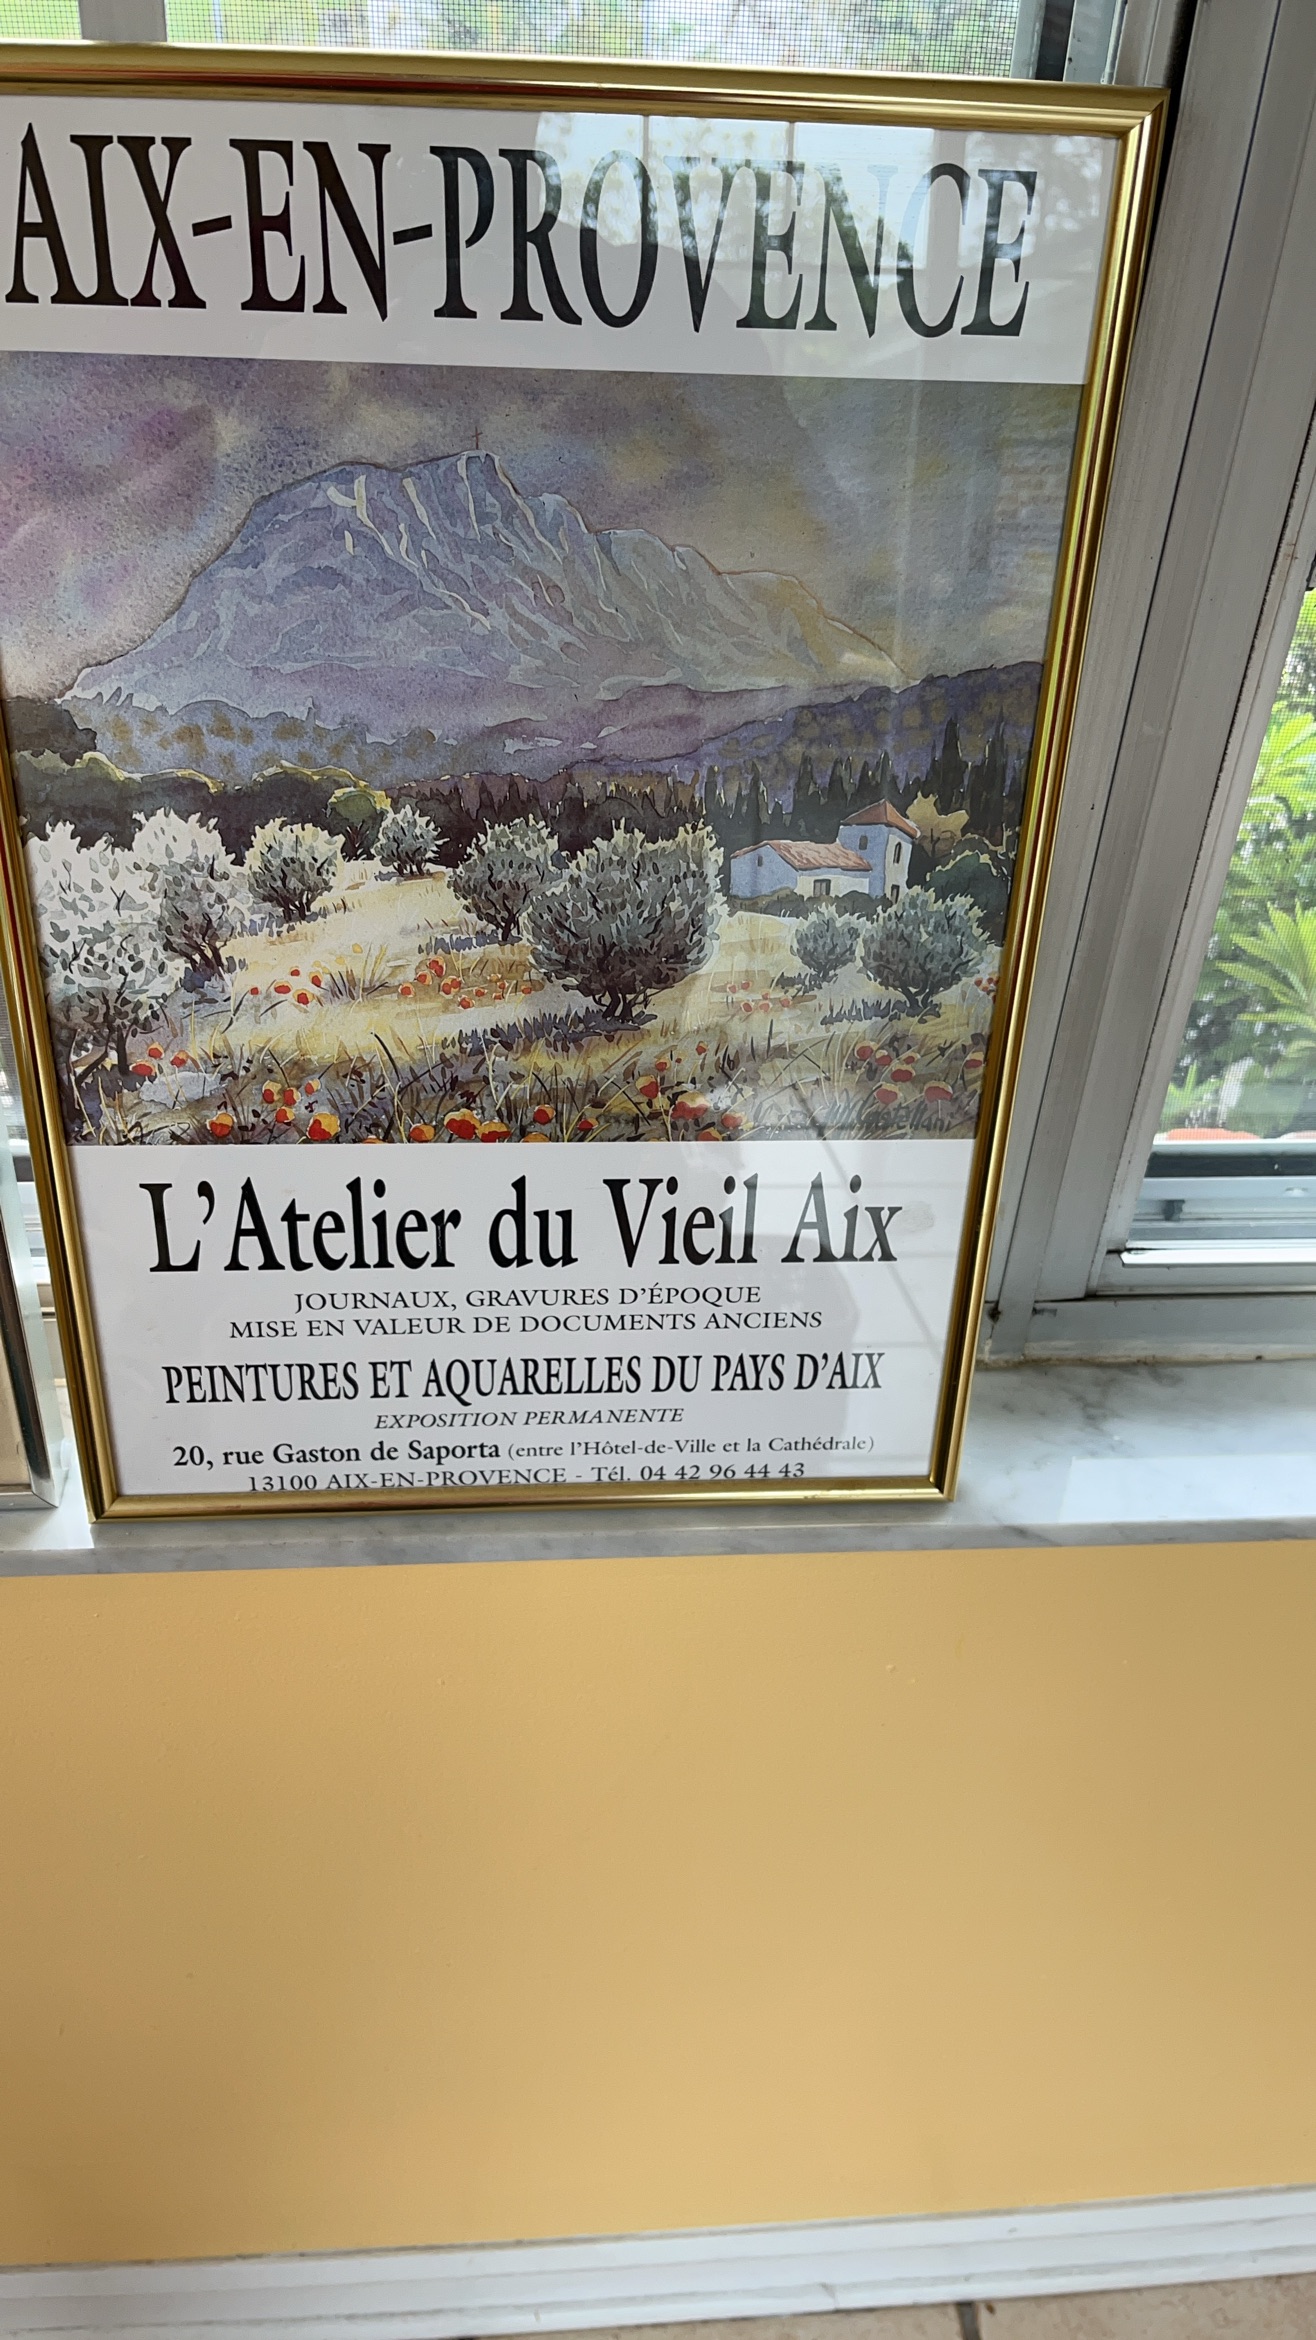 AIX-EN-PROVENCE
L'Atelier du Vieil Aix
JOURNAUX, GRAVURES D'ÉPOQUE
MISE EN VALEUR DE DOCUMENTS ANCIENS
PEINTURES ET AQUARELLES DU PAYS D'AIX
EXPOSITION PERMANENTE
20, rue Gaston de Saporta (entre l'Hôtel-de-Ville et la Cathédrale)
13100 AIX-EN-PROVENCE - Tél. 04 42 96 44 43